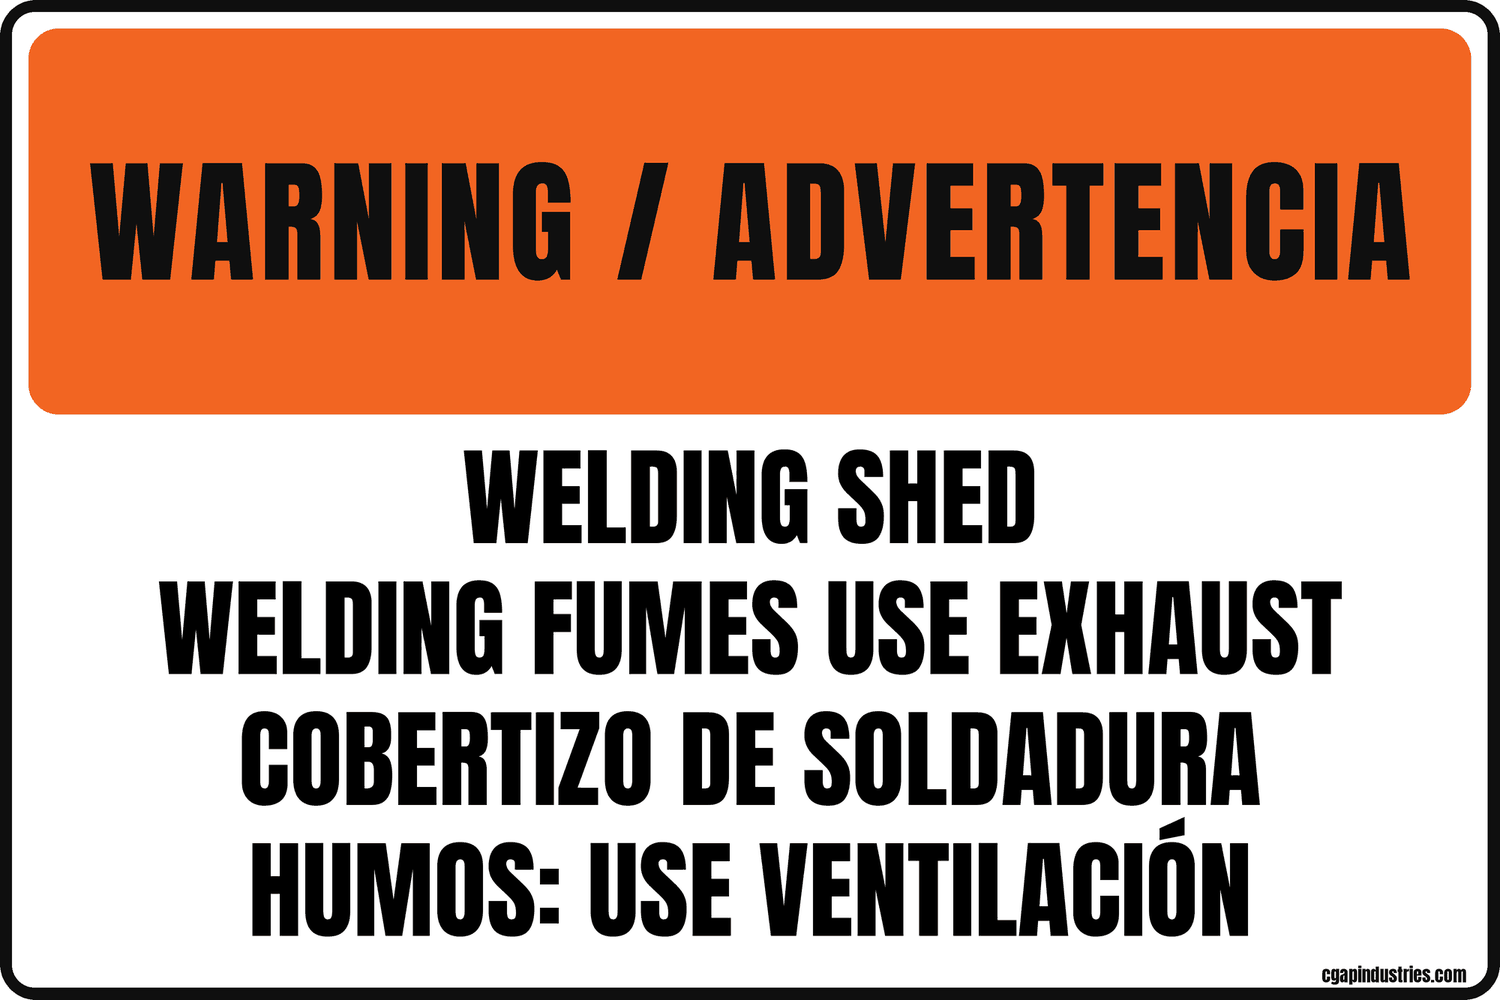 WARNING / ADVERTENCIA
WELDING SHED
WELDING FUMES USE EXHAUST
COBERTIZO DE SOLDADURA
HUMOS: USE VENTILACIÓN
cgapindustries.com